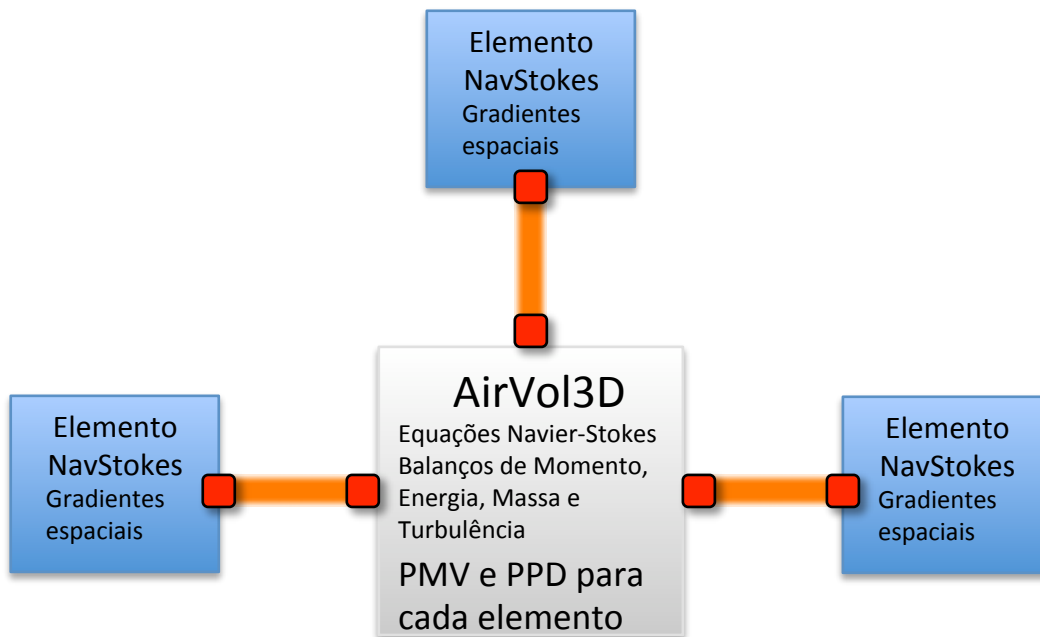 Elemento
NavStokes
Gradientes
espaciais
Elemento
NavStokes
Gradientes
espaciais
AirVol3D
Equações Navier-Stokes
Balanços de Momento,
Energia, Massa e
Turbulência
PMV e PPD para
cada elemento
Elemento
NavStokes
Gradientes
espaciais